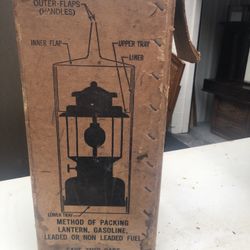 OUTER-FLAPS
(HANDLES)
INNER FLAP
UPPER TRAY
LINER
LOWER TRAY
METHOD OF PACKING
LANTERN, GASOLINE,
LEADED OR NON LEADED FUEL